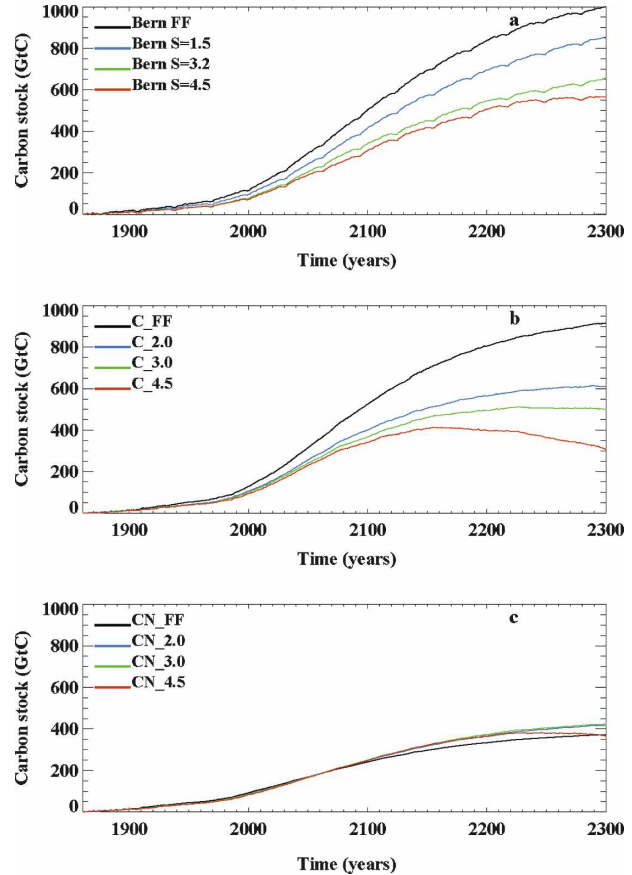 a
Bern FF
Bern S=1.5
Bern S=3.2
Bern S=4.5
Carbon stock (GtC)
1000
800
600
400
200
0
1900 2000 2100 2200 2300
Time (years)
b
C_FF
C_2.0
C_3.0
C_4.5
Carbon stock (GtC)
1000
800
600
400
200
0
1900 2000 2100 2200 2300
Time (years)
c
CN_FF
CN_2.0
CN_3.0
CN_4.5
Carbon stock (GtC)
1000
800
600
400
200
0
1900 2000 2100 2200 2300
Time (years)